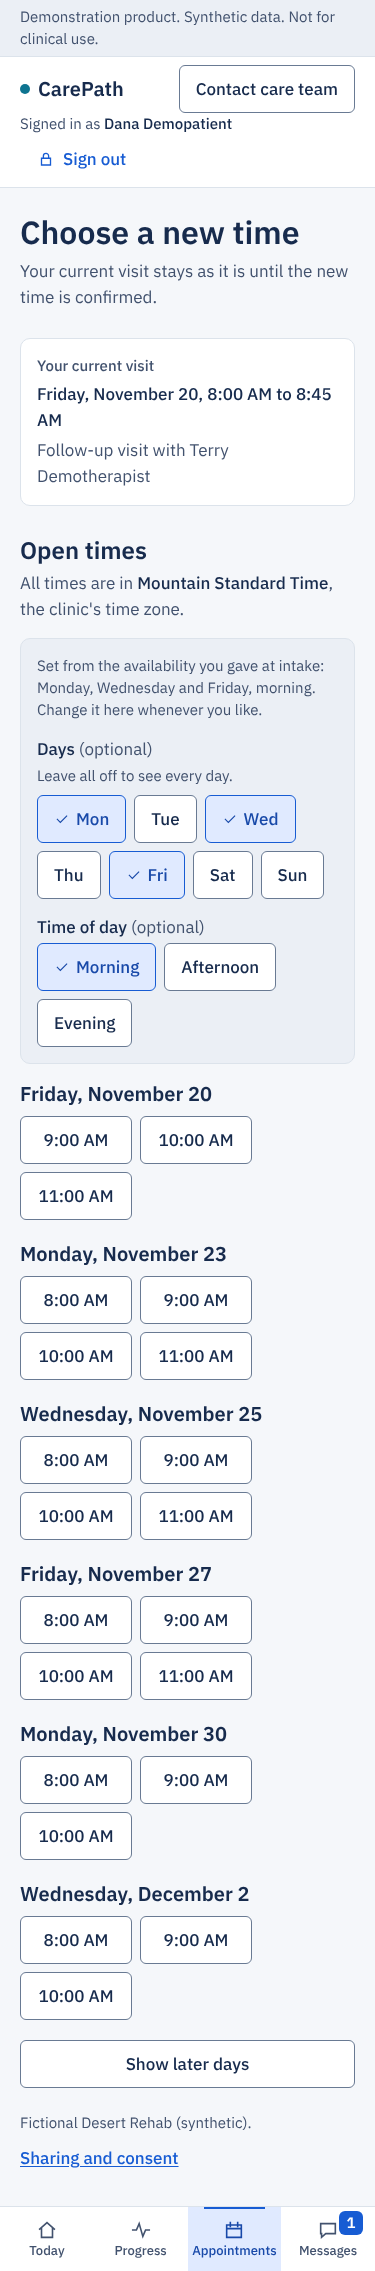 Demonstration product. Synthetic data. Not for
clinical use.
CarePath
Contact care team
Signed in as Dana Demopatient
Sign out
Choose a new time
Your current visit stays as it is until the new
time is confirmed.
Your current visit
Friday, November 20, 8:00 AM to 8:45
AM
Follow-up visit with Terry
Demotherapist
Open times
All times are in Mountain Standard Time,
the clinic's time zone.
Set from the availability you gave at intake:
Monday, Wednesday and Friday, morning.
Change it here whenever you like.
Days (optional)
Leave all off to see every day.
Mon Tue Wed
Thu Fri Sat Sun
Time of day (optional)
Morning Afternoon
Evening
Friday, November 20
9:00 AM 10:00 AM
11:00 AM
Monday, November 23
8:00 AM 9:00 AM
10:00 AM 11:00 AM
Wednesday, November 25
8:00 AM 9:00 AM
10:00 AM 11:00 AM
Friday, November 27
8:00 AM 9:00 AM
10:00 AM 11:00 AM
Monday, November 30
8:00 AM 9:00 AM
10:00 AM
Wednesday, December 2
8:00 AM 9:00 AM
10:00 AM
Show later days
Fictional Desert Rehab (synthetic).
Sharing and consent
1
Today Progress Appointments Messages